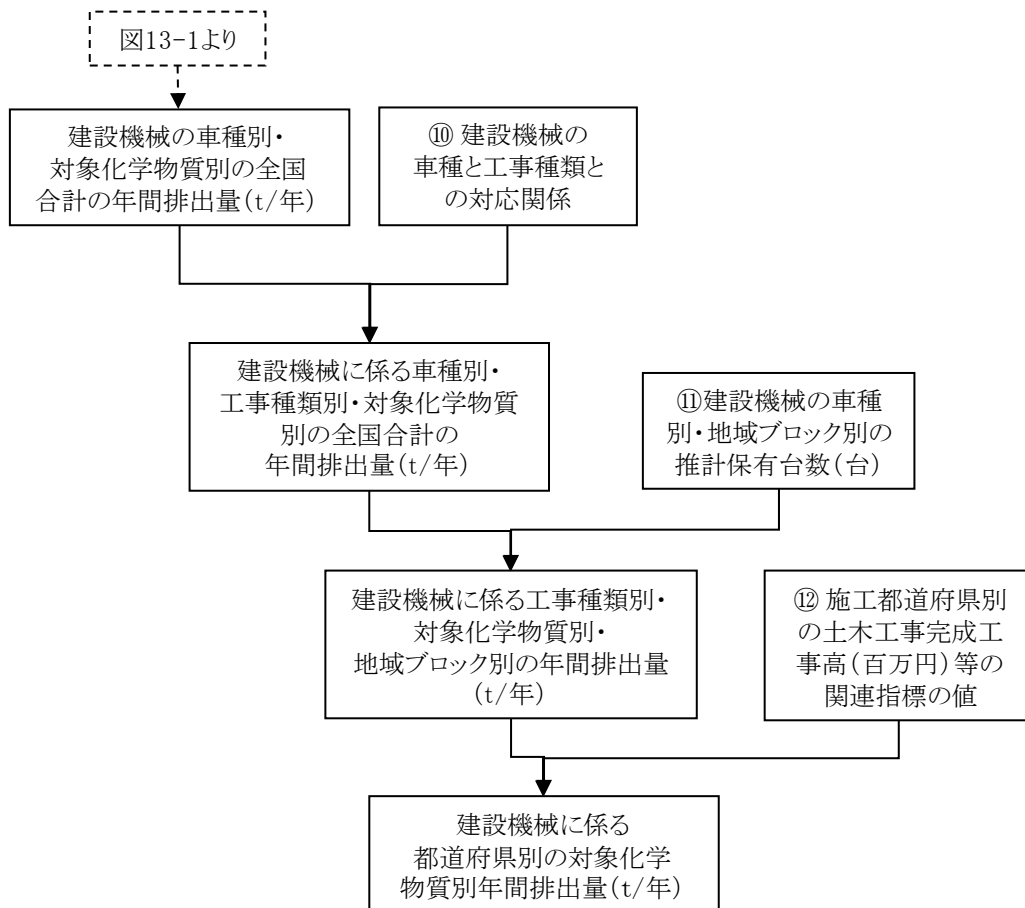 図13-1より
建設機械の車種別・
対象化学物質別の全国
合計の年間排出量(t/年)
⑩ 建設機械の
車種と工事種類と
の対応関係
建設機械に係る車種別・
工事種類別・対象化学物質
別の全国合計の
年間排出量(t/年)
⑪建設機械の車種
別・地域ブロック別の
推計保有台数(台)
建設機械に係る工事種類別・
対象化学物質別・
地域ブロック別の年間排出量
(t/年)
⑫ 施工都道府県別
の土木工事完成工
事高(百万円)等の
関連指標の値
建設機械に係る
都道府県別の対象化学
物質別年間排出量(t/年)